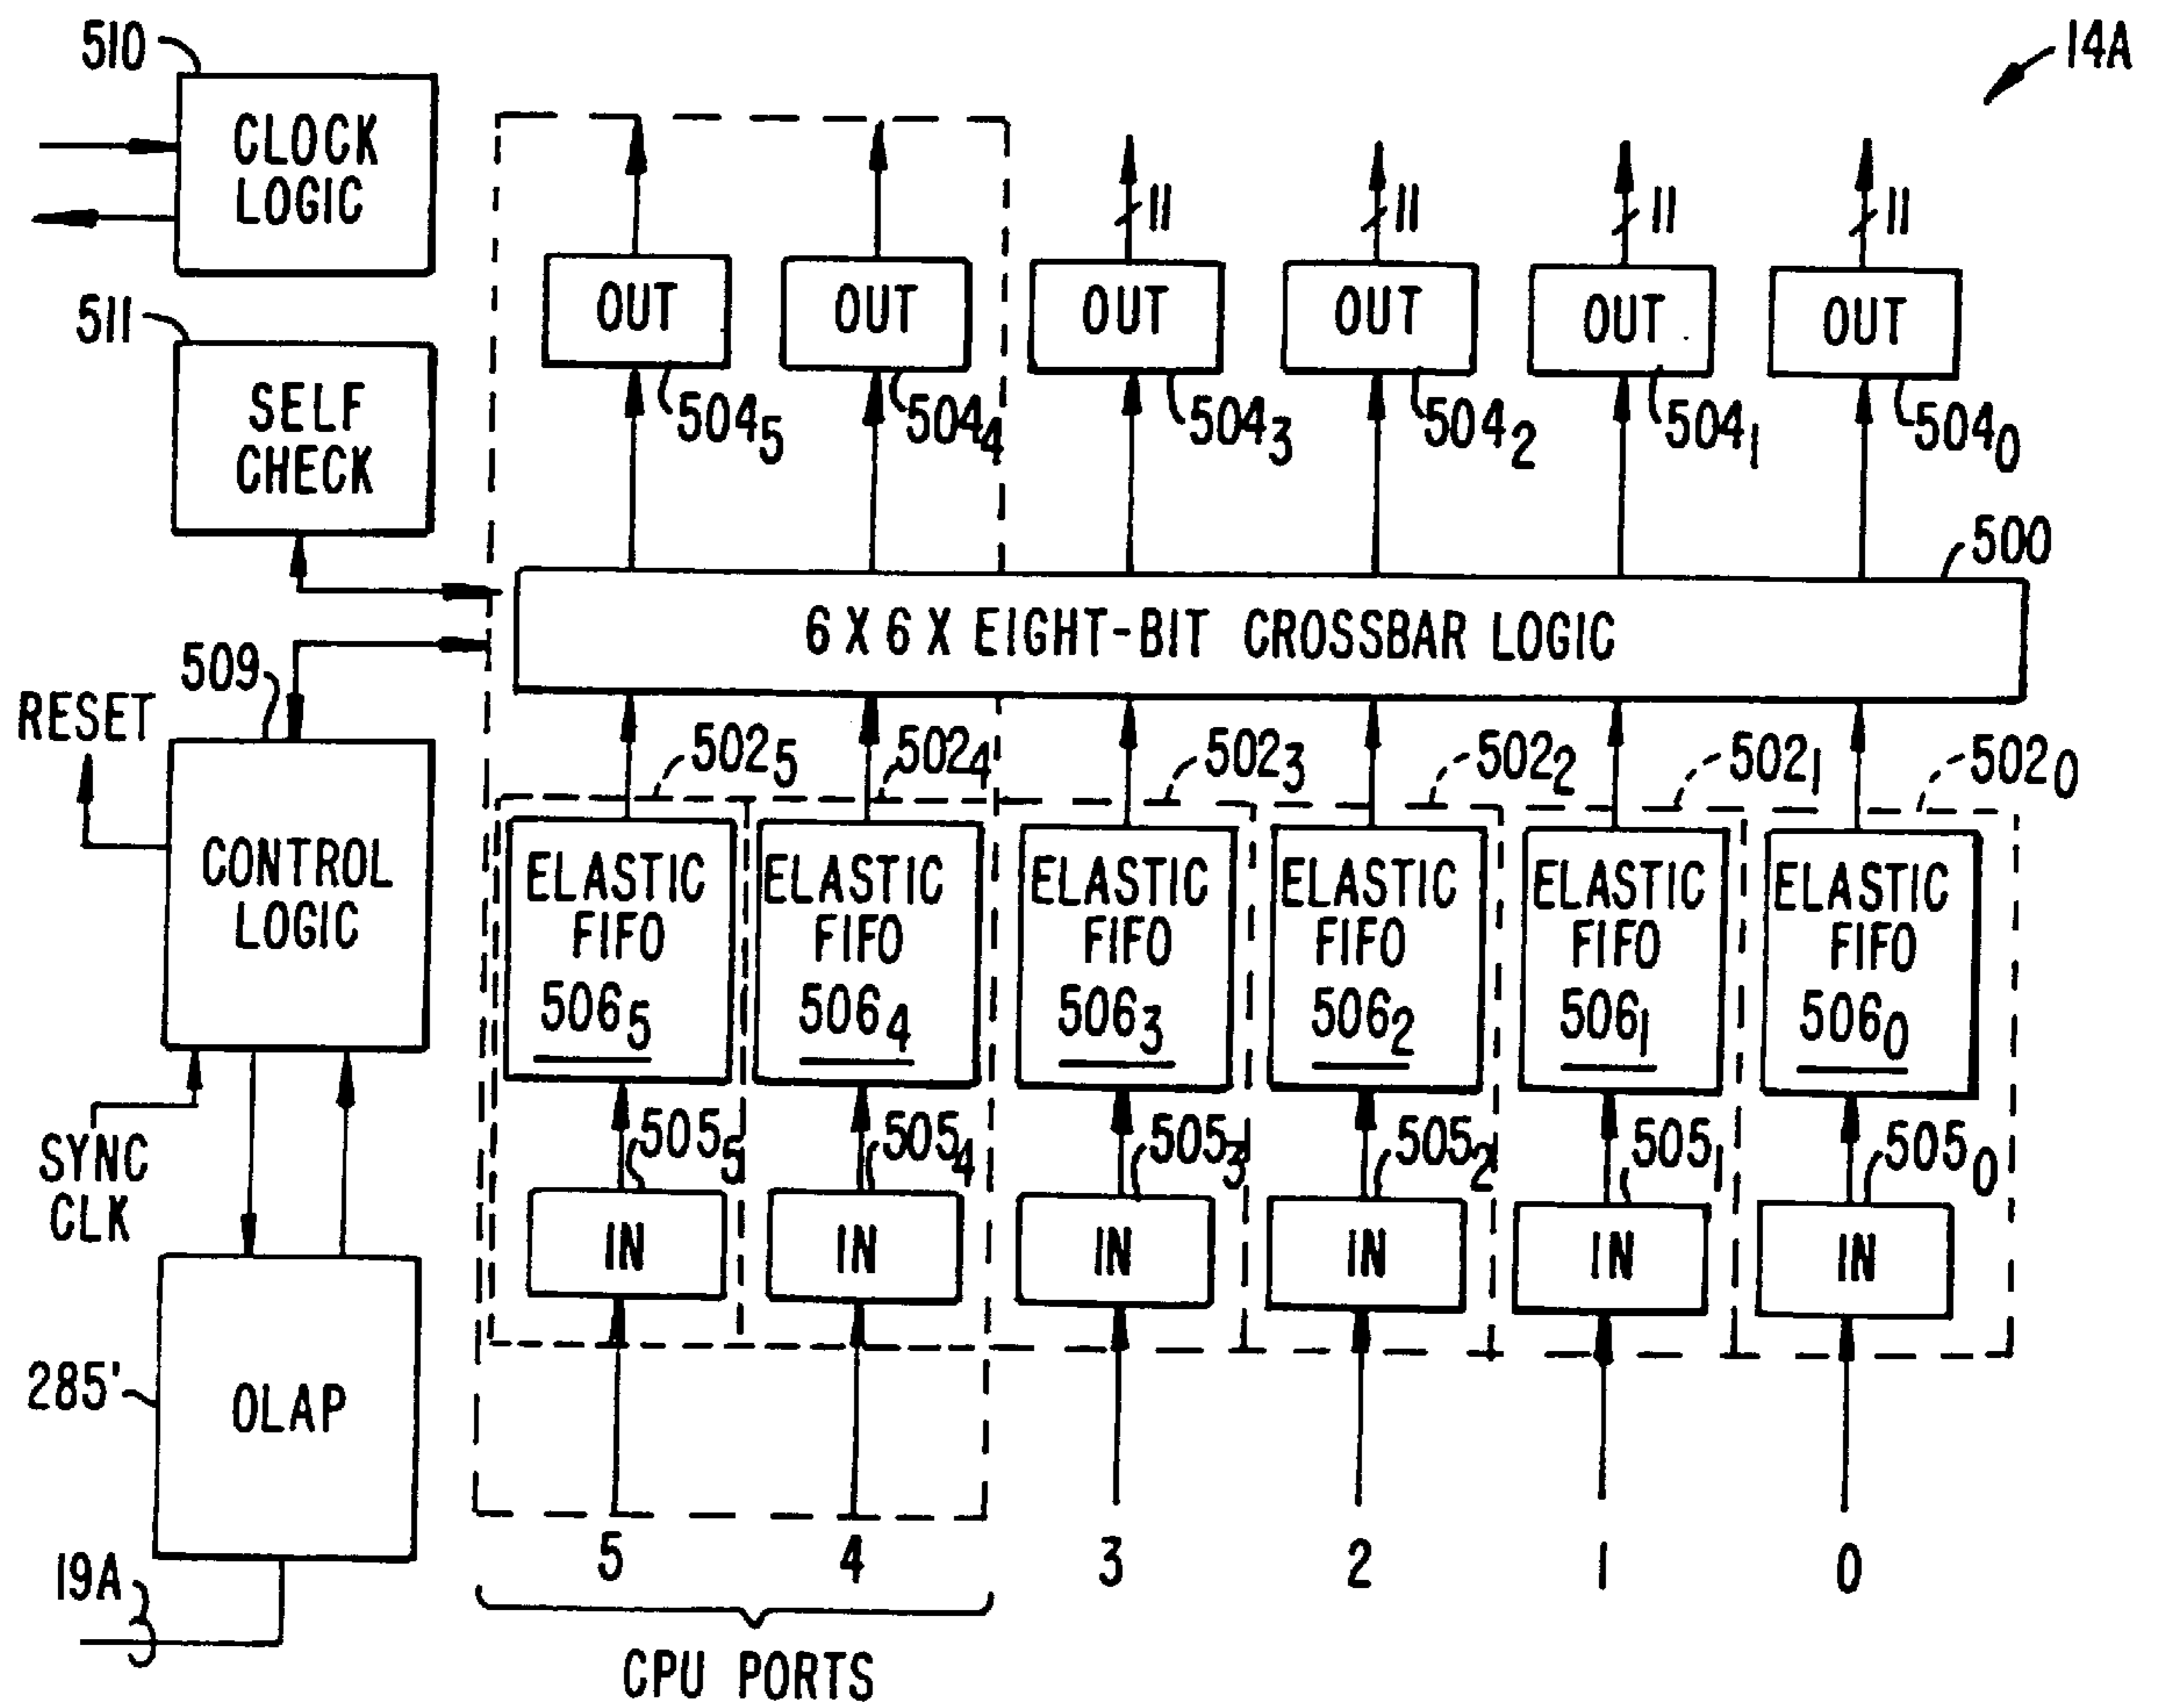 510
14A
CLOCK
LOGIC
11
11
11
11
511
OUT
OUT
OUT
OUT
OUT
OUT
SELF
CHECK
504₅
504₄
504₃
504₂
504₁
504₀
500
6 X 6 X EIGHT-BIT CROSSBAR LOGIC
509
RESET
502₅
502₄
502₃
502₂
502₁
502₀
CONTROL
LOGIC
ELASTIC
FIFO
506₅
ELASTIC
FIFO
506₄
ELASTIC
FIFO
506₃
ELASTIC
FIFO
506₂
ELASTIC
FIFO
506₁
ELASTIC
FIFO
506₀
SYNC
CLK
505₅
505₄
505₃
505₂
505₁
505₀
IN
IN
IN
IN
IN
IN
285'
OLAP
19A
5
4
3
2
1
0
CPU PORTS